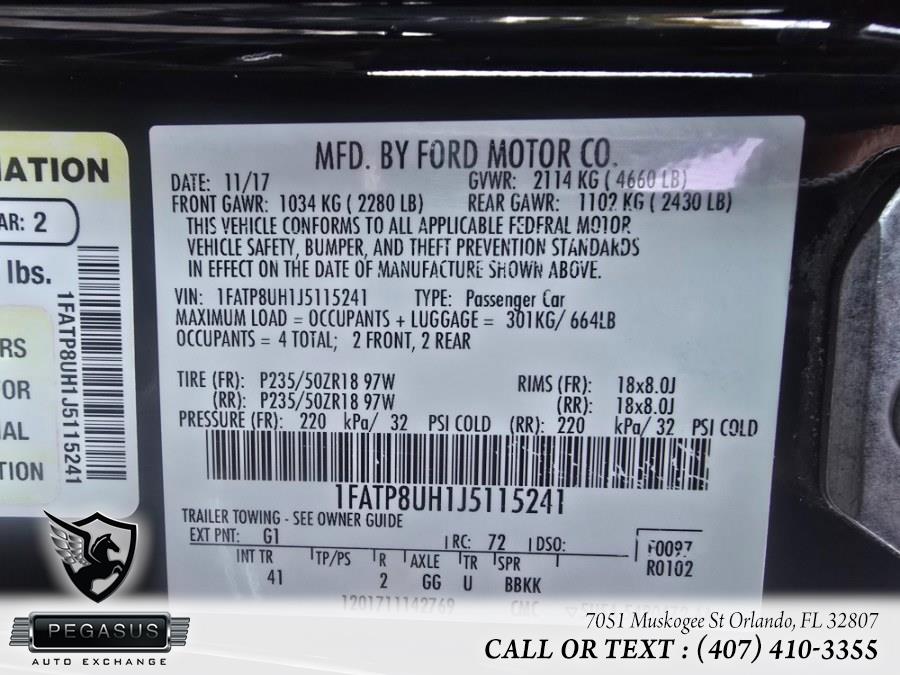 MATION
AR: 2
lbs.
RS
OR
AL
TION
1FATP8UH1J5115241
MFD. BY FORD MOTOR CO.
DATE: 11/17 GVWR: 2114 KG ( 4660 LB)
FRONT GAWR: 1034 KG ( 2280 LB) REAR GAWR: 1102 KG ( 2430 LB)
THIS VEHICLE CONFORMS TO ALL APPLICABLE FEDERAL MOTOR
VEHICLE SAFETY, BUMPER, AND THEFT PREVENTION STANDARDS
IN EFFECT ON THE DATE OF MANUFACTURE SHOWN ABOVE.
VIN: 1FATP8UH1J5115241 TYPE: Passenger Car
MAXIMUM LOAD = OCCUPANTS + LUGGAGE = 301KG/ 664LB
OCCUPANTS = 4 TOTAL; 2 FRONT, 2 REAR
TIRE (FR): P235/50ZR18 97W RIMS (FR): 18x8.0J
(RR): P235/50ZR18 97W (RR): 18x8.0J
PRESSURE (FR): 220 kPa/ 32 PSI COLD (RR): 220 kPa/ 32 PSI COLD
1FATP8UH1J5115241
TRAILER TOWING - SEE OWNER GUIDE
EXT PNT: G1 RC: 72 DSO: F0097
R0102
INT TR TP/PS R AXLE TR SPR
41 2 GG U BBKK
1201711142769 CMC
PEGASUS
AUTO EXCHANGE
7051 Muskogee St Orlando, FL 32807
CALL OR TEXT : (407) 410-3355